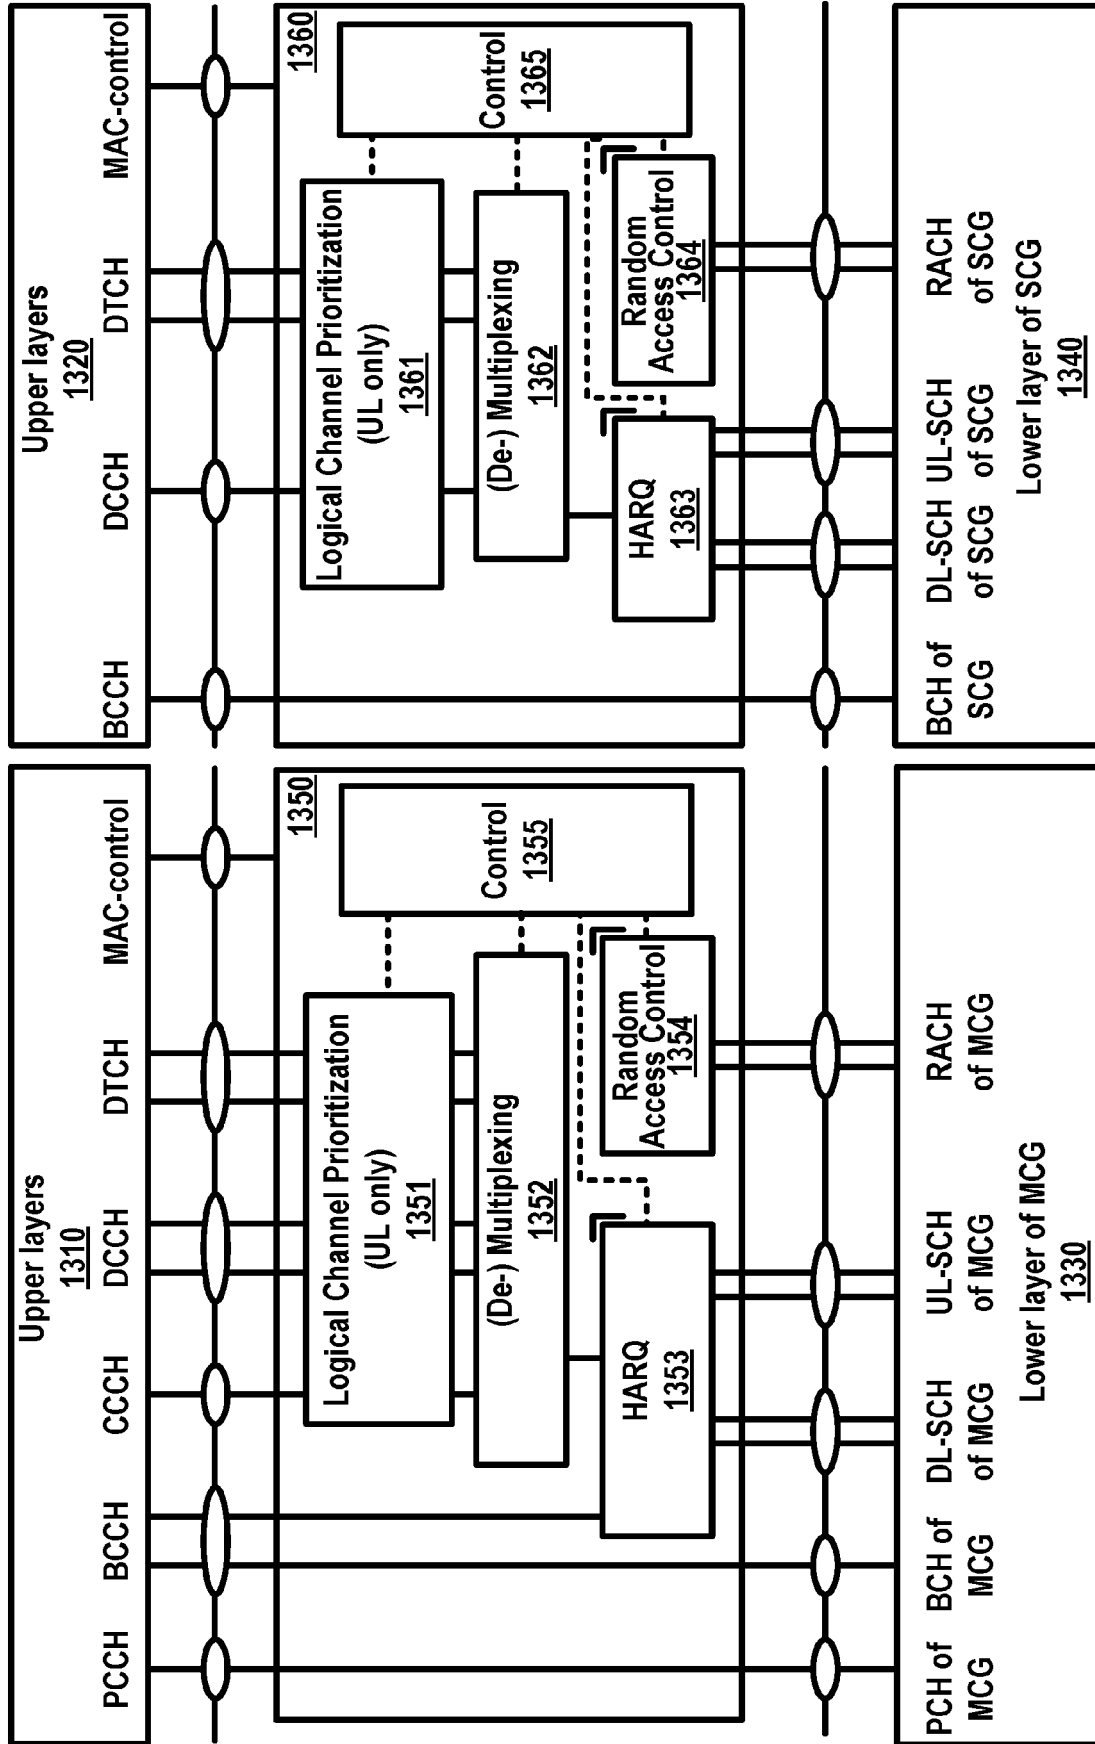 Upper layers
1310
PCCH
BCCH
CCCH
DCCH
DTCH
MAC-control
1350
Logical Channel Prioritization
(UL only)
1351
Control
1355
(De-) Multiplexing
1352
HARQ
1353
Random
Access Control
1354
PCH of
MCG
BCH of
MCG
DL-SCH
of MCG
UL-SCH
of MCG
RACH
of MCG
Lower layer of MCG
1330
Upper layers
1320
BCCH
DCCH
DTCH
MAC-control
1360
Logical Channel Prioritization
(UL only)
1361
Control
1365
(De-) Multiplexing
1362
HARQ
1363
Random
Access Control
1364
BCH of
SCG
DL-SCH
of SCG
UL-SCH
of SCG
RACH
of SCG
Lower layer of SCG
1340